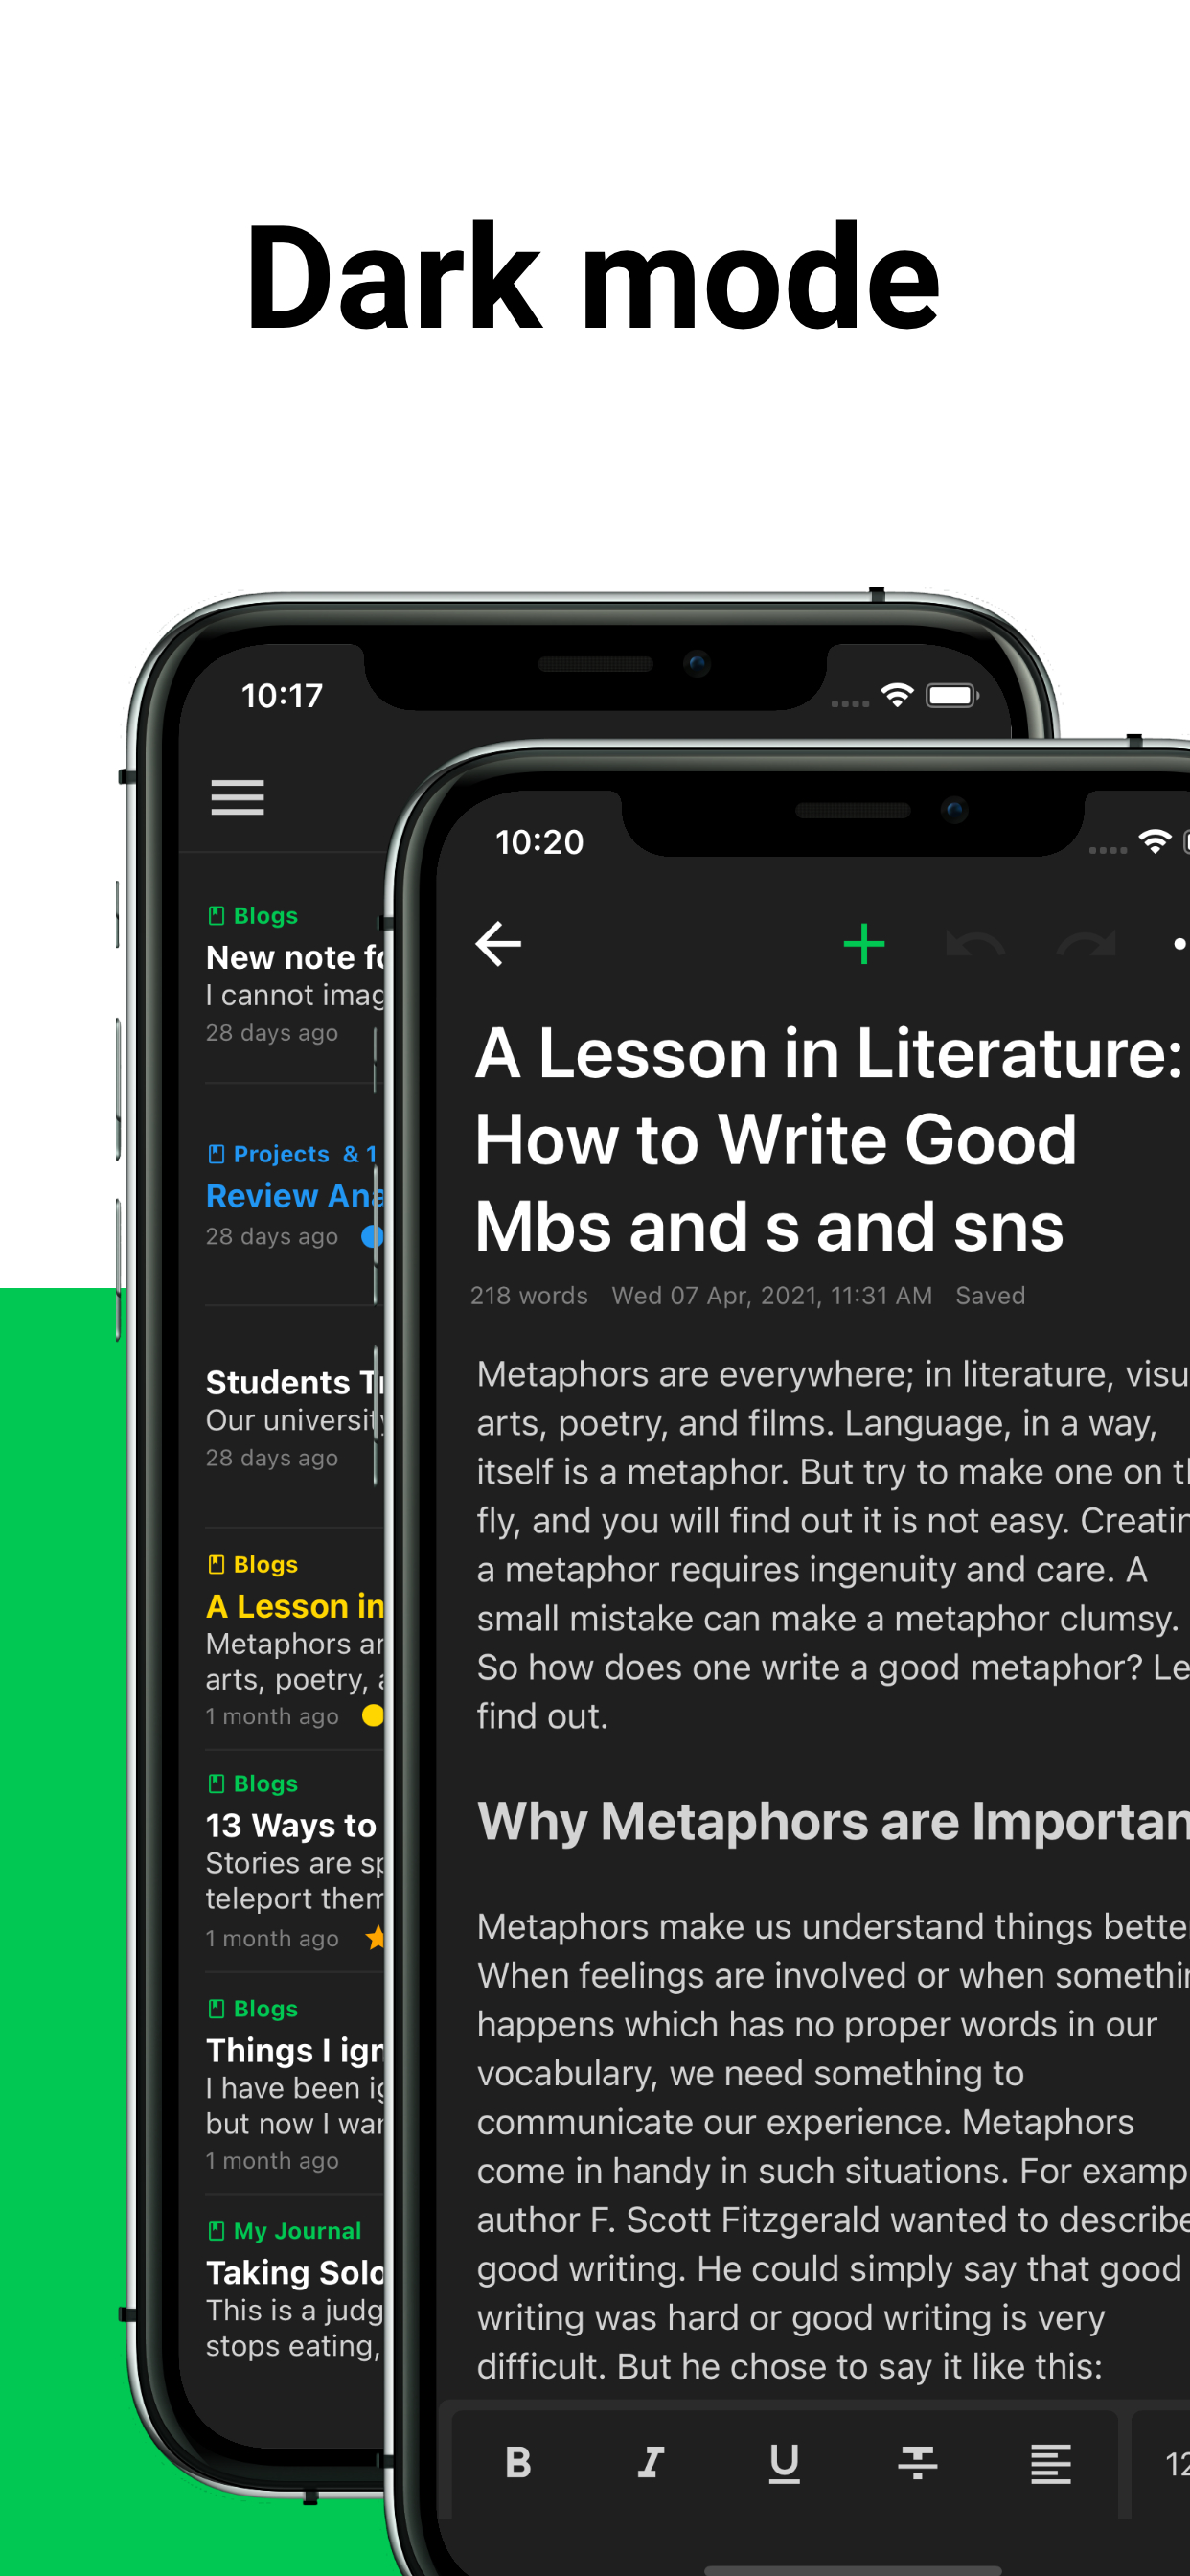 Dark mode
10:17
Blogs
New note fo
I cannot imag
28 days ago
Projects & 1
Review Ana
28 days ago
Students Tr
Our university
28 days ago
Blogs
A Lesson in
Metaphors ar
arts, poetry, a
1 month ago
Blogs
13 Ways to
Stories are sp
teleport them
1 month ago
Blogs
Things I ign
I have been ig
but now I war
1 month ago
My Journal
Taking Solo
This is a judg
stops eating,
10:20
A Lesson in Literature:
How to Write Good
Mbs and s and sns
218 words Wed 07 Apr, 2021, 11:31 AM Saved
Metaphors are everywhere; in literature, visu
arts, poetry, and films. Language, in a way,
itself is a metaphor. But try to make one on th
fly, and you will find out it is not easy. Creatin
a metaphor requires ingenuity and care. A
small mistake can make a metaphor clumsy.
So how does one write a good metaphor? Le
find out.
Why Metaphors are Importan
Metaphors make us understand things bette
When feelings are involved or when somethin
happens which has no proper words in our
vocabulary, we need something to
communicate our experience. Metaphors
come in handy in such situations. For examp
author F. Scott Fitzgerald wanted to describe
good writing. He could simply say that good
writing was hard or good writing is very
difficult. But he chose to say it like this:
B I U 12